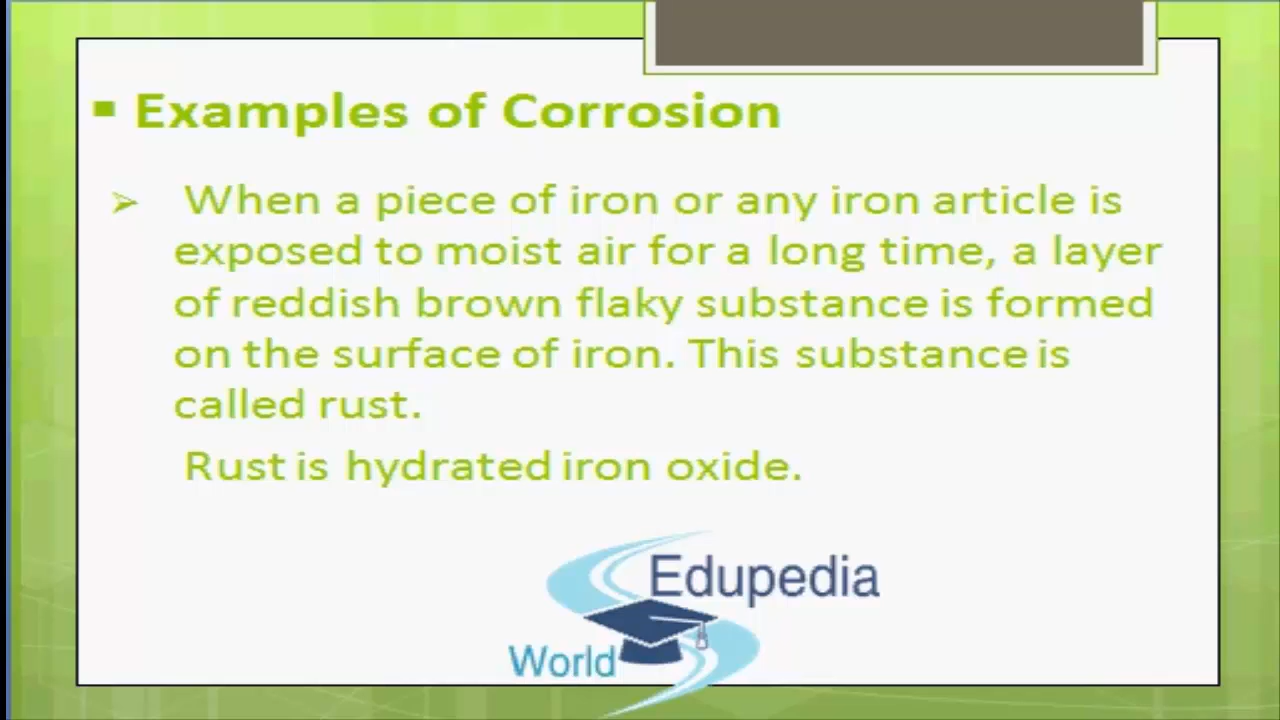 ▪ Examples of Corrosion
➢ When a piece of iron or any iron article is
exposed to moist air for a long time, a layer
of reddish brown flaky substance is formed
on the surface of iron. This substance is
called rust.
Rust is hydrated iron oxide.
Edupedia
World